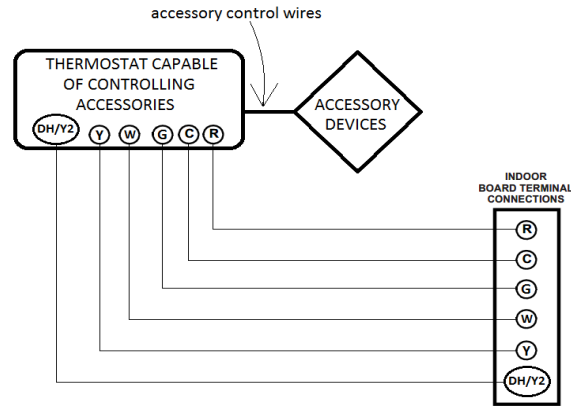 accessory control wires
THERMOSTAT CAPABLE
OF CONTROLLING
ACCESSORIES
DH/Y2
Y
W
G
C
R
ACCESSORY
DEVICES
INDOOR
BOARD TERMINAL
CONNECTIONS
R
C
G
W
Y
DH/Y2